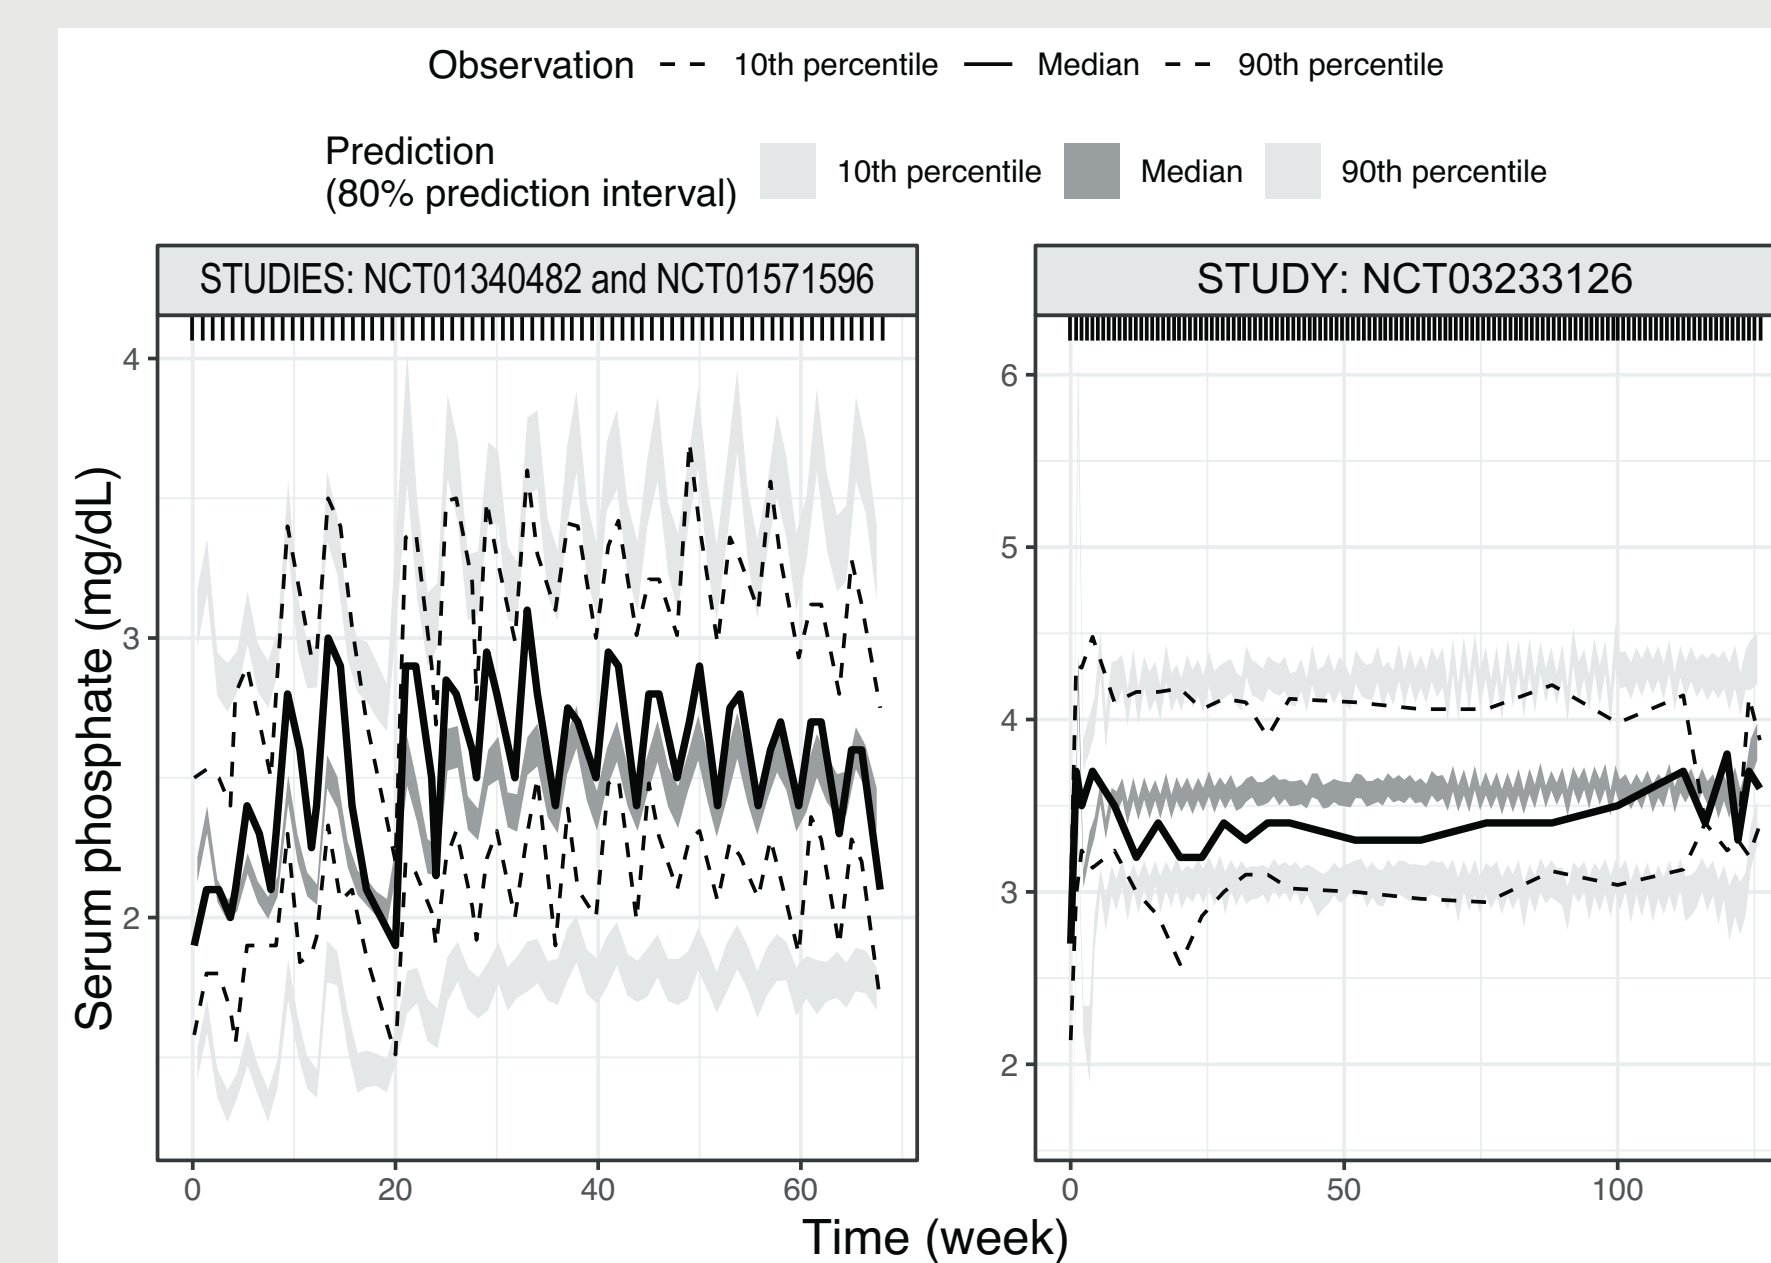 Observation 10th percentile Median 90th percentile
Prediction
(80% prediction interval) 10th percentile Median 90th percentile
STUDIES: NCT01340482 and NCT01571596
STUDY: NCT03233126
Serum phosphate (mg/dL)
4
3
2
6
5
4
3
2
0 20 40 60
0 50 100
Time (week)